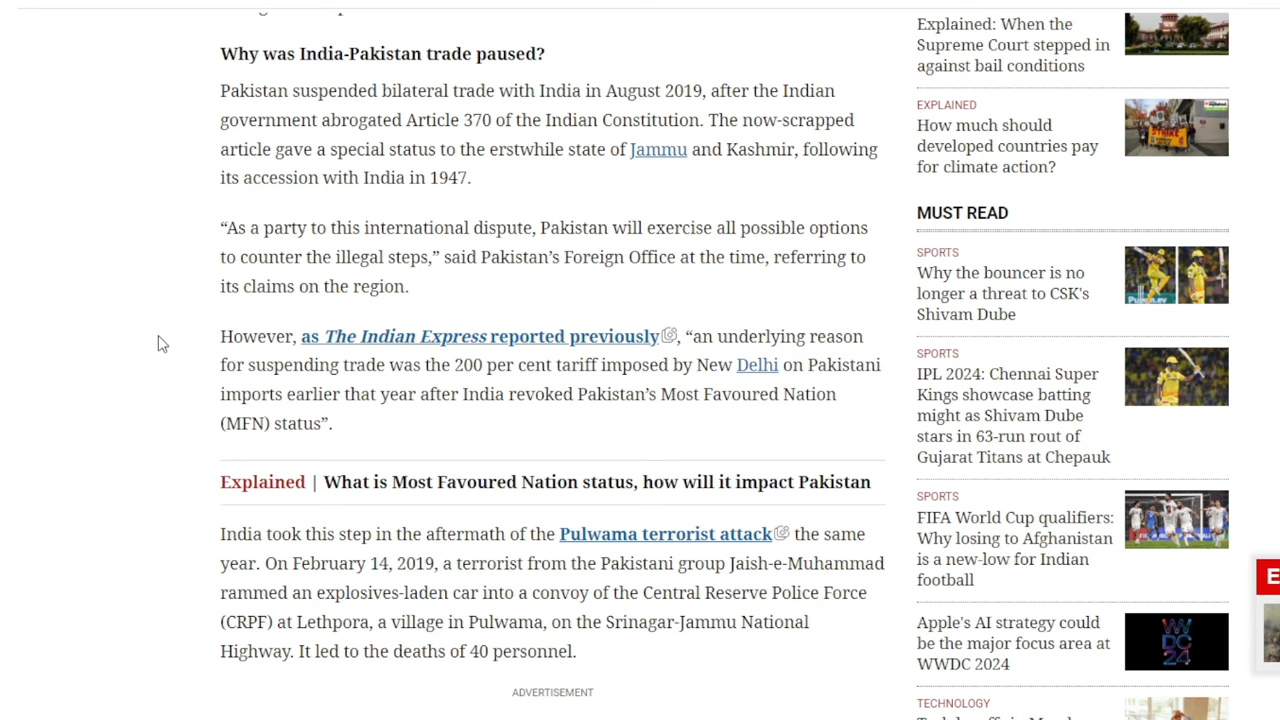 Why was India-Pakistan trade paused?
Pakistan suspended bilateral trade with India in August 2019, after the Indian
government abrogated Article 370 of the Indian Constitution. The now-scrapped
article gave a special status to the erstwhile state of Jammu and Kashmir, following
its accession with India in 1947.
“As a party to this international dispute, Pakistan will exercise all possible options
to counter the illegal steps,” said Pakistan’s Foreign Office at the time, referring to
its claims on the region.
However, as The Indian Express reported previously, “an underlying reason
for suspending trade was the 200 per cent tariff imposed by New Delhi on Pakistani
imports earlier that year after India revoked Pakistan’s Most Favoured Nation
(MFN) status”.
Explained | What is Most Favoured Nation status, how will it impact Pakistan
India took this step in the aftermath of the Pulwama terrorist attack the same
year. On February 14, 2019, a terrorist from the Pakistani group Jaish-e-Muhammad
rammed an explosives-laden car into a convoy of the Central Reserve Police Force
(CRPF) at Lethpora, a village in Pulwama, on the Srinagar-Jammu National
Highway. It led to the deaths of 40 personnel.
ADVERTISEMENT
Explained: When the
Supreme Court stepped in
against bail conditions
EXPLAINED
How much should
developed countries pay
for climate action?
STRIKE
MUST READ
SPORTS
Why the bouncer is no
longer a threat to CSK's
Shivam Dube
SPORTS
IPL 2024: Chennai Super
Kings showcase batting
might as Shivam Dube
stars in 63-run rout of
Gujarat Titans at Chepauk
SPORTS
FIFA World Cup qualifiers:
Why losing to Afghanistan
is a new-low for Indian
football
Apple's AI strategy could
be the major focus area at
WWDC 2024
WW
DC
24
TECHNOLOGY
E